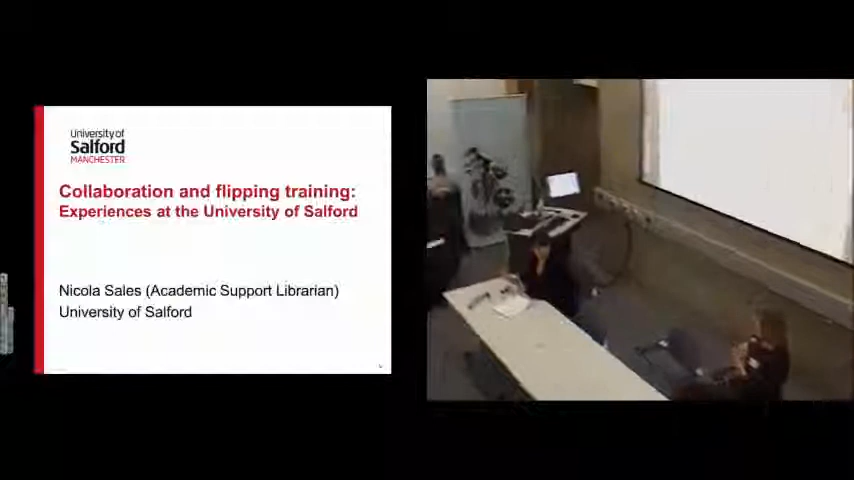 University of
Salford
MANCHESTER
Collaboration and flipping training:
Experiences at the University of Salford
Nicola Sales (Academic Support Librarian)
University of Salford